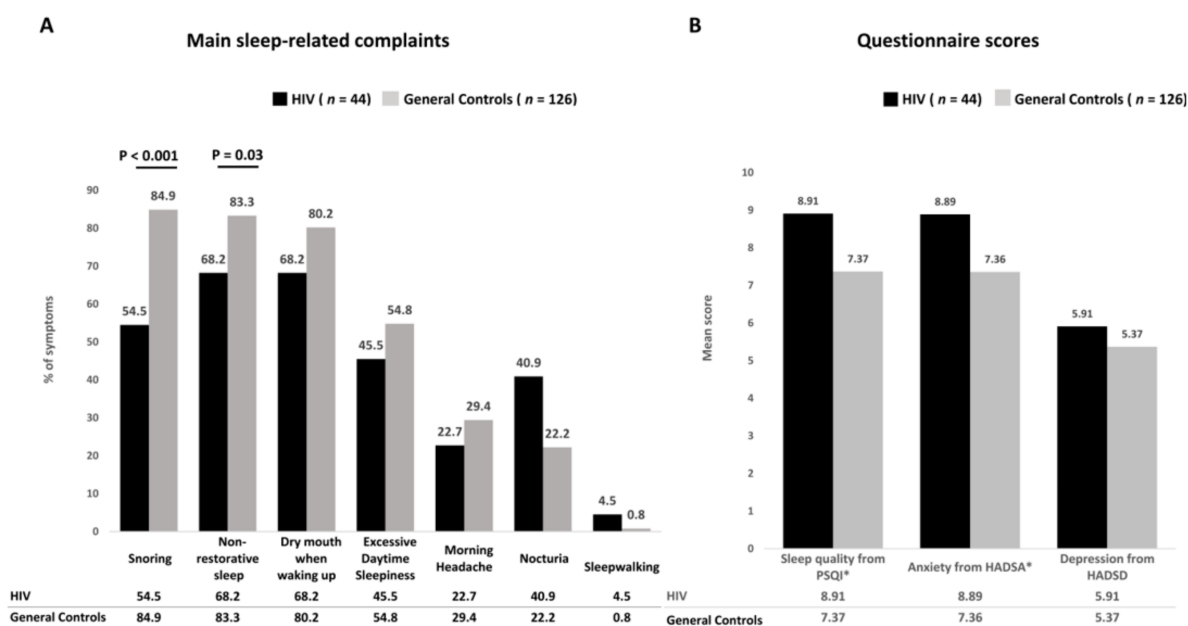 A
Main sleep-related complaints
HIV ( n = 44) General Controls ( n = 126)
P < 0.001 P = 0.03
% of symptoms
90
80
70
60
50
40
30
20
10
0
54.5 84.9
68.2 83.3
68.2 80.2
45.5 54.8
22.7 29.4
40.9 22.2
4.5 0.8
Snoring
Non-
restorative
sleep
Dry mouth
when
waking up
Excessive
Daytime
Sleepiness
Morning
Headache
Nocturia
Sleepwalking
HIV 54.5 68.2 68.2 45.5 22.7 40.9 4.5
General Controls 84.9 83.3 80.2 54.8 29.4 22.2 0.8
B
Questionnaire scores
HIV ( n = 44) General Controls ( n = 126)
Mean score
10
9
8
7
6
5
4
3
2
1
0
8.91 7.37
8.89 7.36
5.91 5.37
Sleep quality from
PSQI*
Anxiety from HADSA*
Depression from
HADSD
HIV 8.91 8.89 5.91
General Controls 7.37 7.36 5.37